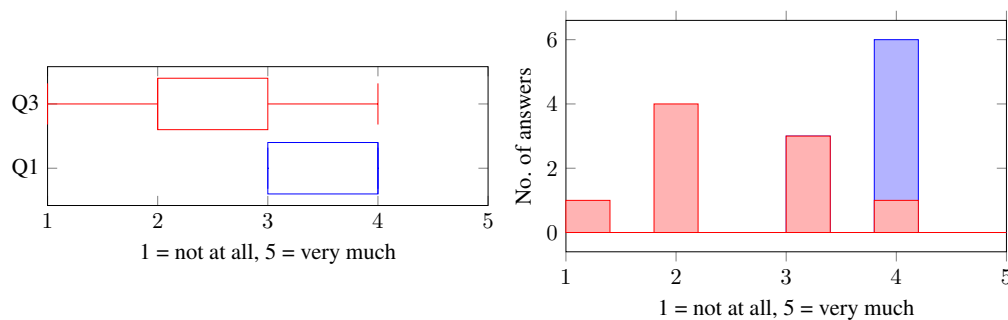 Q3
Q1
1 2 3 4 5
1 = not at all, 5 = very much
No. of answers
6
4
2
0
1 2 3 4 5
1 = not at all, 5 = very much